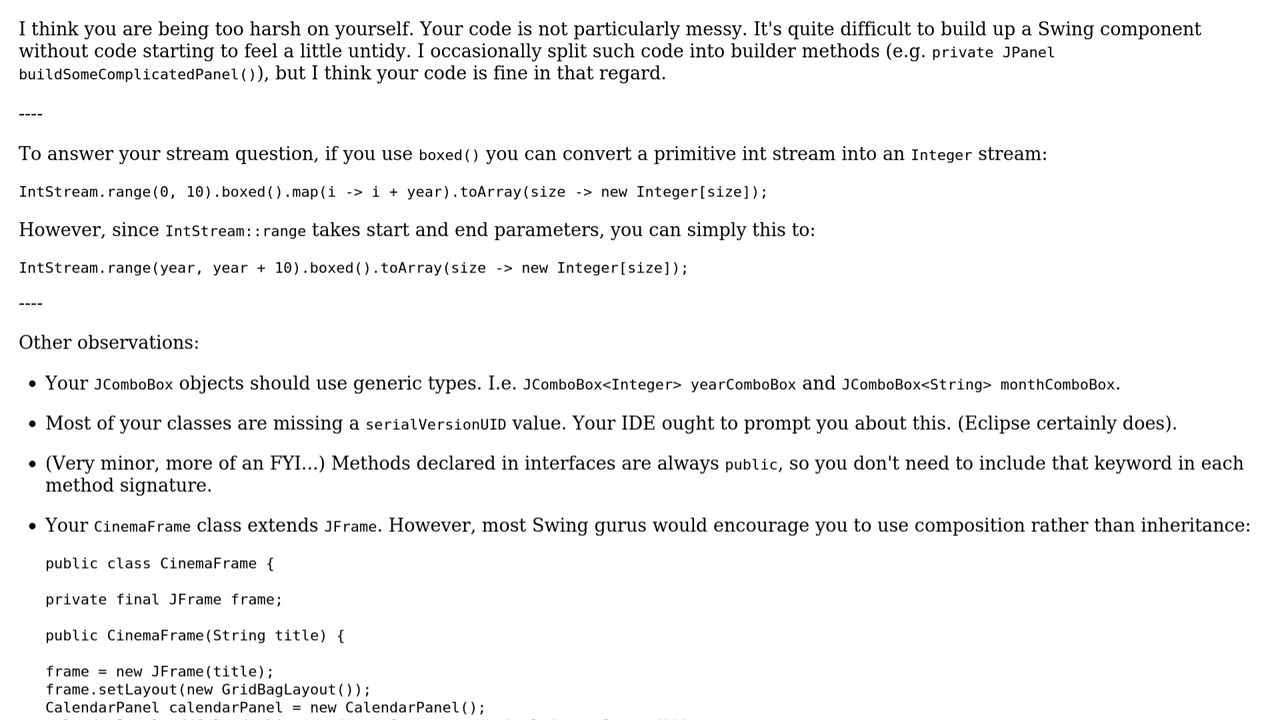 I think you are being too harsh on yourself. Your code is not particularly messy. It's quite difficult to build up a Swing component
without code starting to feel a little untidy. I occasionally split such code into builder methods (e.g. private JPanel
buildSomeComplicatedPanel()), but I think your code is fine in that regard.
----
To answer your stream question, if you use boxed() you can convert a primitive int stream into an Integer stream:
IntStream.range(0, 10).boxed().map(i -> i + year).toArray(size -> new Integer[size]);
However, since IntStream::range takes start and end parameters, you can simply this to:
IntStream.range(year, year + 10).boxed().toArray(size -> new Integer[size]);
----
Other observations:
• Your JComboBox objects should use generic types. I.e. JComboBox<Integer> yearComboBox and JComboBox<String> monthComboBox.
• Most of your classes are missing a serialVersionUID value. Your IDE ought to prompt you about this. (Eclipse certainly does).
• (Very minor, more of an FYI...) Methods declared in interfaces are always public, so you don't need to include that keyword in each
method signature.
• Your CinemaFrame class extends JFrame. However, most Swing gurus would encourage you to use composition rather than inheritance:
public class CinemaFrame {
private final JFrame frame;
public CinemaFrame(String title) {
frame = new JFrame(title);
frame.setLayout(new GridBagLayout());
CalendarPanel calendarPanel = new CalendarPanel();